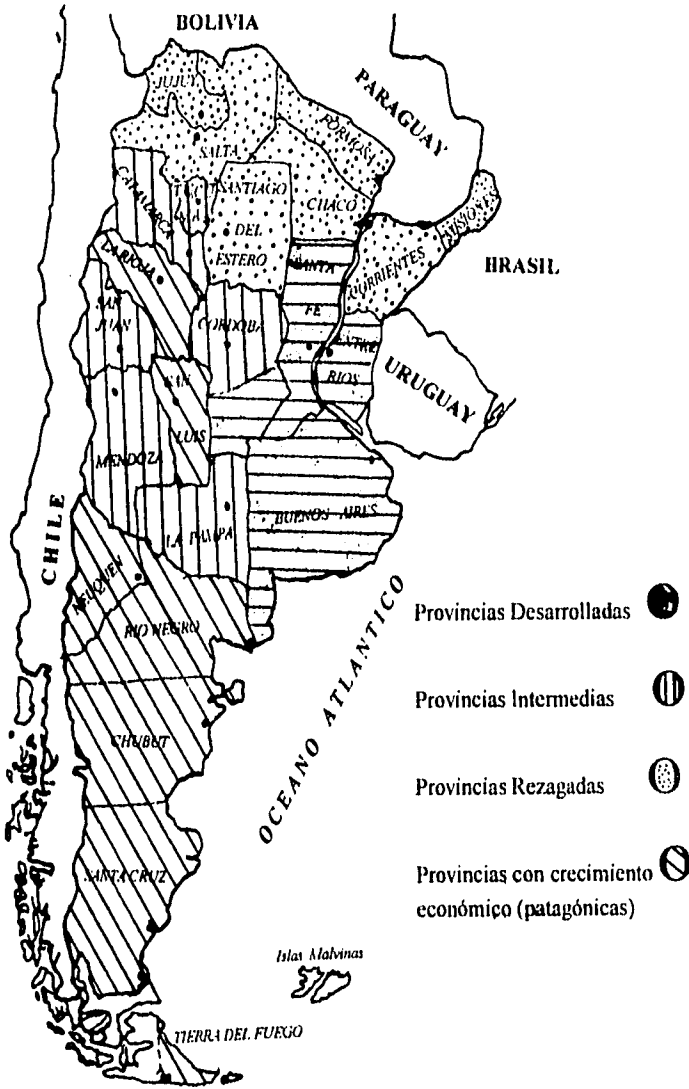 BOLIVIA
JUJUY
PARAGUAY
FORMOSA
SALTA
CATAMARCA
SANTIAGO
DEL
ESTERO
CHACO
MISIONES
CORRIENTES
BRASIL
LA RIOJA
SANTA
FE
SAN
JUAN
CORDOBA
ENTRE
RIOS
URUGUAY
SAN
LUIS
MENDOZA
BUENOS AIRES
LA PAMPA
CHILE
NEUQUEN
RIO NEGRO
OCEANO ATLANTICO
CHUBUT
SANTA CRUZ
Islas Malvinas
TIERRA DEL FUEGO
Provincias Desarrolladas
Provincias Intermedias
Provincias Rezagadas
Provincias con crecimiento
económico (patagónicas)